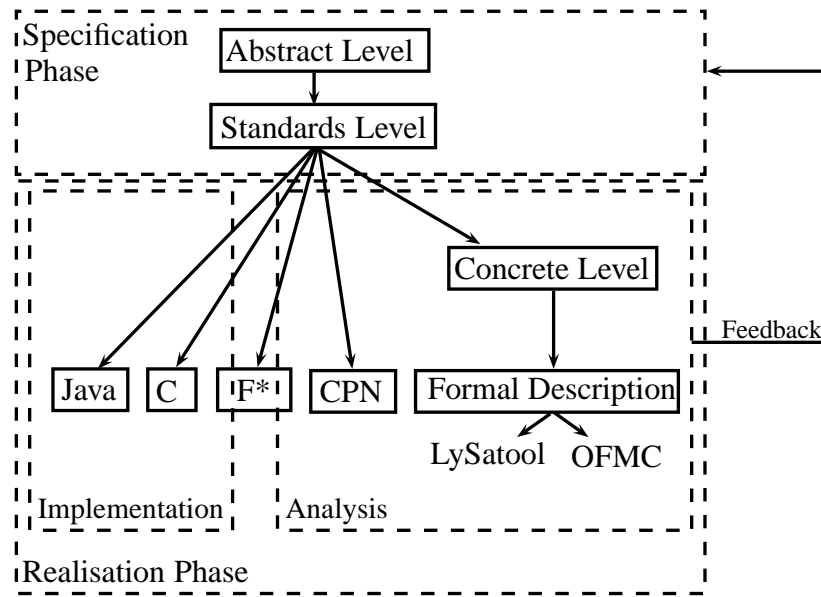 Specification
Phase
Abstract Level
Standards Level
Concrete Level
Feedback
Java
C
F*
CPN
Formal Description
LySatool
OFMC
Implementation
Analysis
Realisation Phase